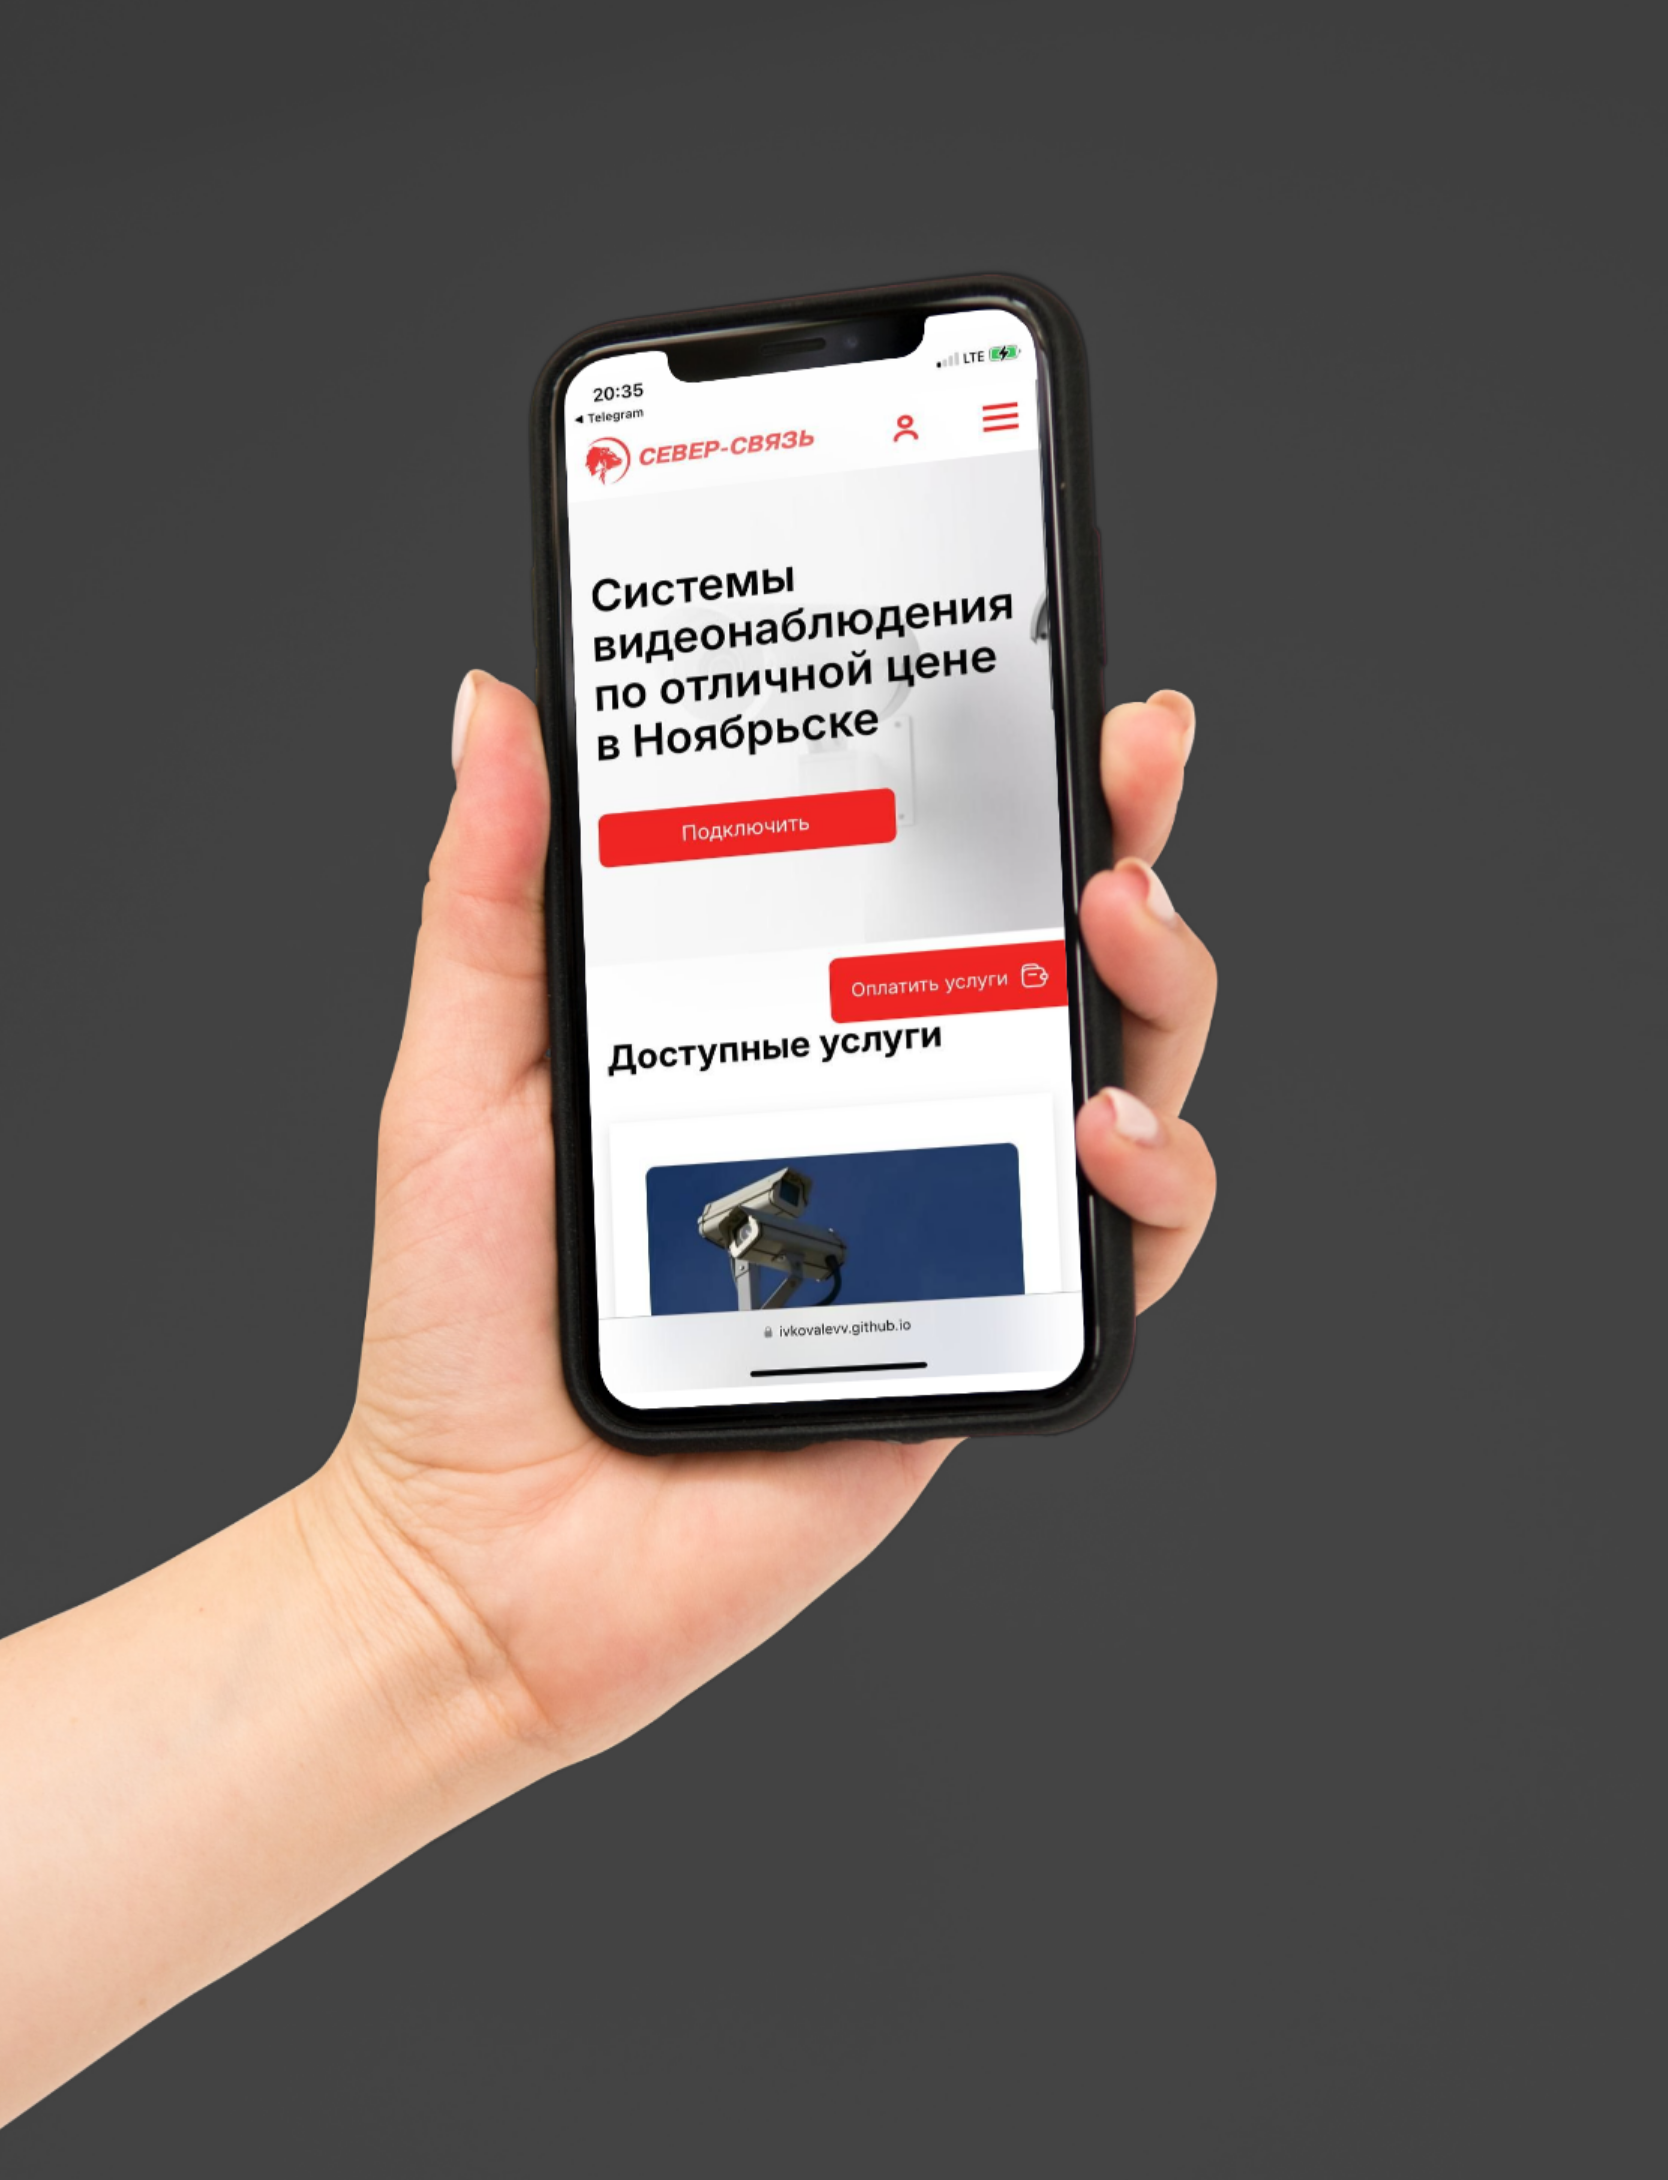 20:35
LTE
◀ Telegram
СЕВЕР-СВЯЗЬ
Системы
видеонаблюдения
по отличной цене
в Ноябрьске
Подключить
Оплатить услуги
Доступные услуги
ivkovalevv.github.io